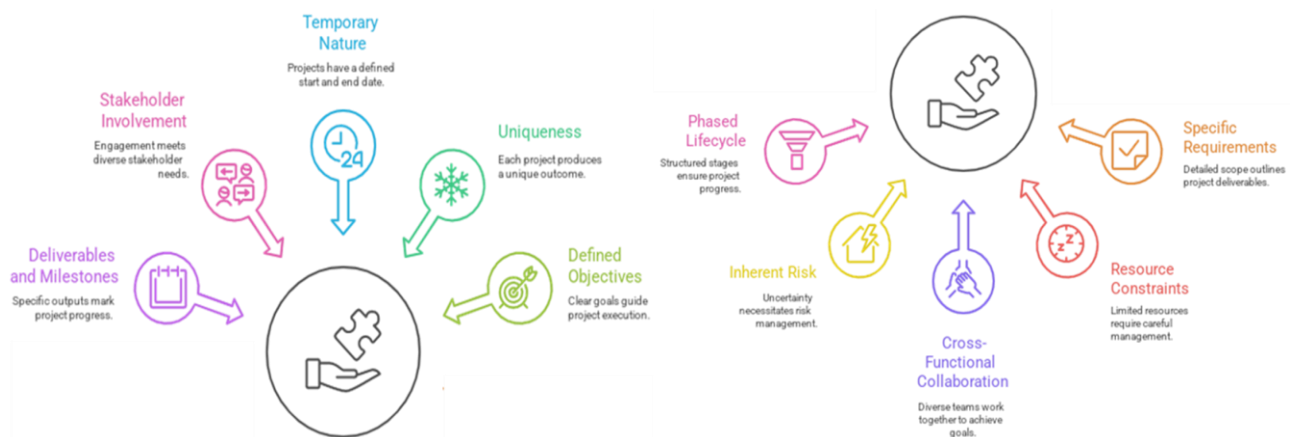 Temporary
Nature
Projects have a defined
start and end date.
Stakeholder
Involvement
Engagement meets
diverse stakeholder
needs.
24
Uniqueness
Each project produces
a unique outcome.
Deliverables
and Milestones
Specific outputs mark
project progress.
Defined
Objectives
Clear goals guide
project execution.
Phased
Lifecycle
Structured stages
ensure project
progress.
Specific
Requirements
Detailed scope outlines
project deliverables.
Inherent Risk
Uncertainty
necessitates risk
management.
z z
Resource
Constraints
Limited resources
require careful
management.
Cross-
Functional
Collaboration
Diverse teams work
together to achieve
goals.